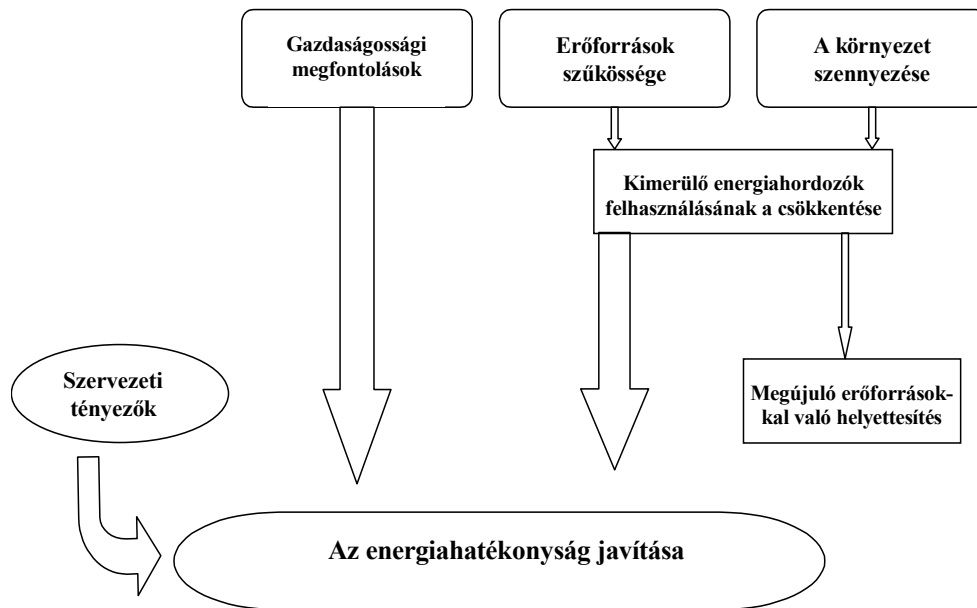 Gazdaságossági
megfontolások
Erőforrások
szűkössége
A környezet
szennyezése
Kimerülő energiahordozók
felhasználásának a csökkentése
Szervezeti
tényezők
Megújuló erőforrások-
kal való helyettesítés
Az energiahatékonyság javítása